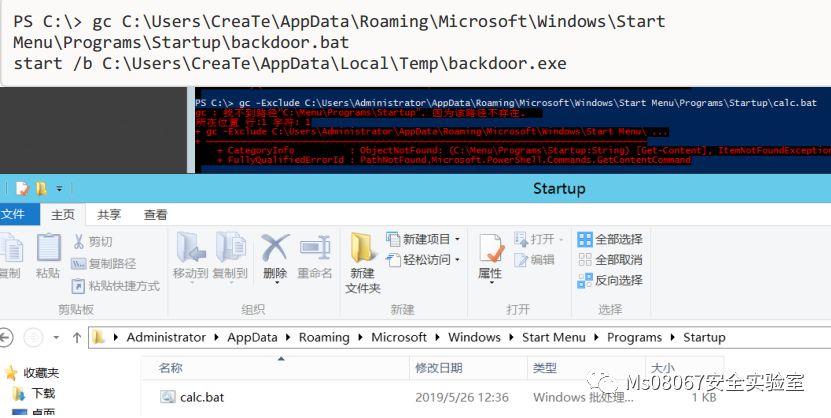 PS C:\> gc C:\Users\CreaTe\AppData\Roaming\Microsoft\Windows\Start
Menu\Programs\Startup\backdoor.bat
start /b C:\Users\CreaTe\AppData\Local\Temp\backdoor.exe
PS C:\> gc -Exclude C:\Users\Administrator\AppData\Roaming\Microsoft\Windows\Start Menu\Programs\Startup\calc.bat
gc : 找不到路径"C:\Menu\Programs\Startup", 因为该路径不存在。
所在位置 行:1 字符: 1
+ gc -Exclude C:\Users\Administrator\AppData\Roaming\Microsoft\Windows\Start Menu\ ...
+ CategoryInfo : ObjectNotFound: (C:\Menu\Programs\Startup:String) [Get-Content], ItemNotFoundException
+ FullyQualifiedErrorId : PathNotFound,Microsoft.PowerShell.Commands.GetContentCommand
Startup
文件 主页 共享 查看
复制 粘贴 剪切 复制路径 粘贴快捷方式
移动到 复制到 删除 重命名
新建文件夹 新建项目 轻松访问
属性 打开 编辑
全部选择 全部取消 反向选择
剪贴板 组织 新建 打开 选择
Administrator AppData Roaming Microsoft Windows Start Menu Programs Startup
收藏夹
下载
桌面
名称 修改日期 类型 大小
calc.bat 2019/5/26 12:36 Windows 批处理... 1 KB
Ms08067安全实验室